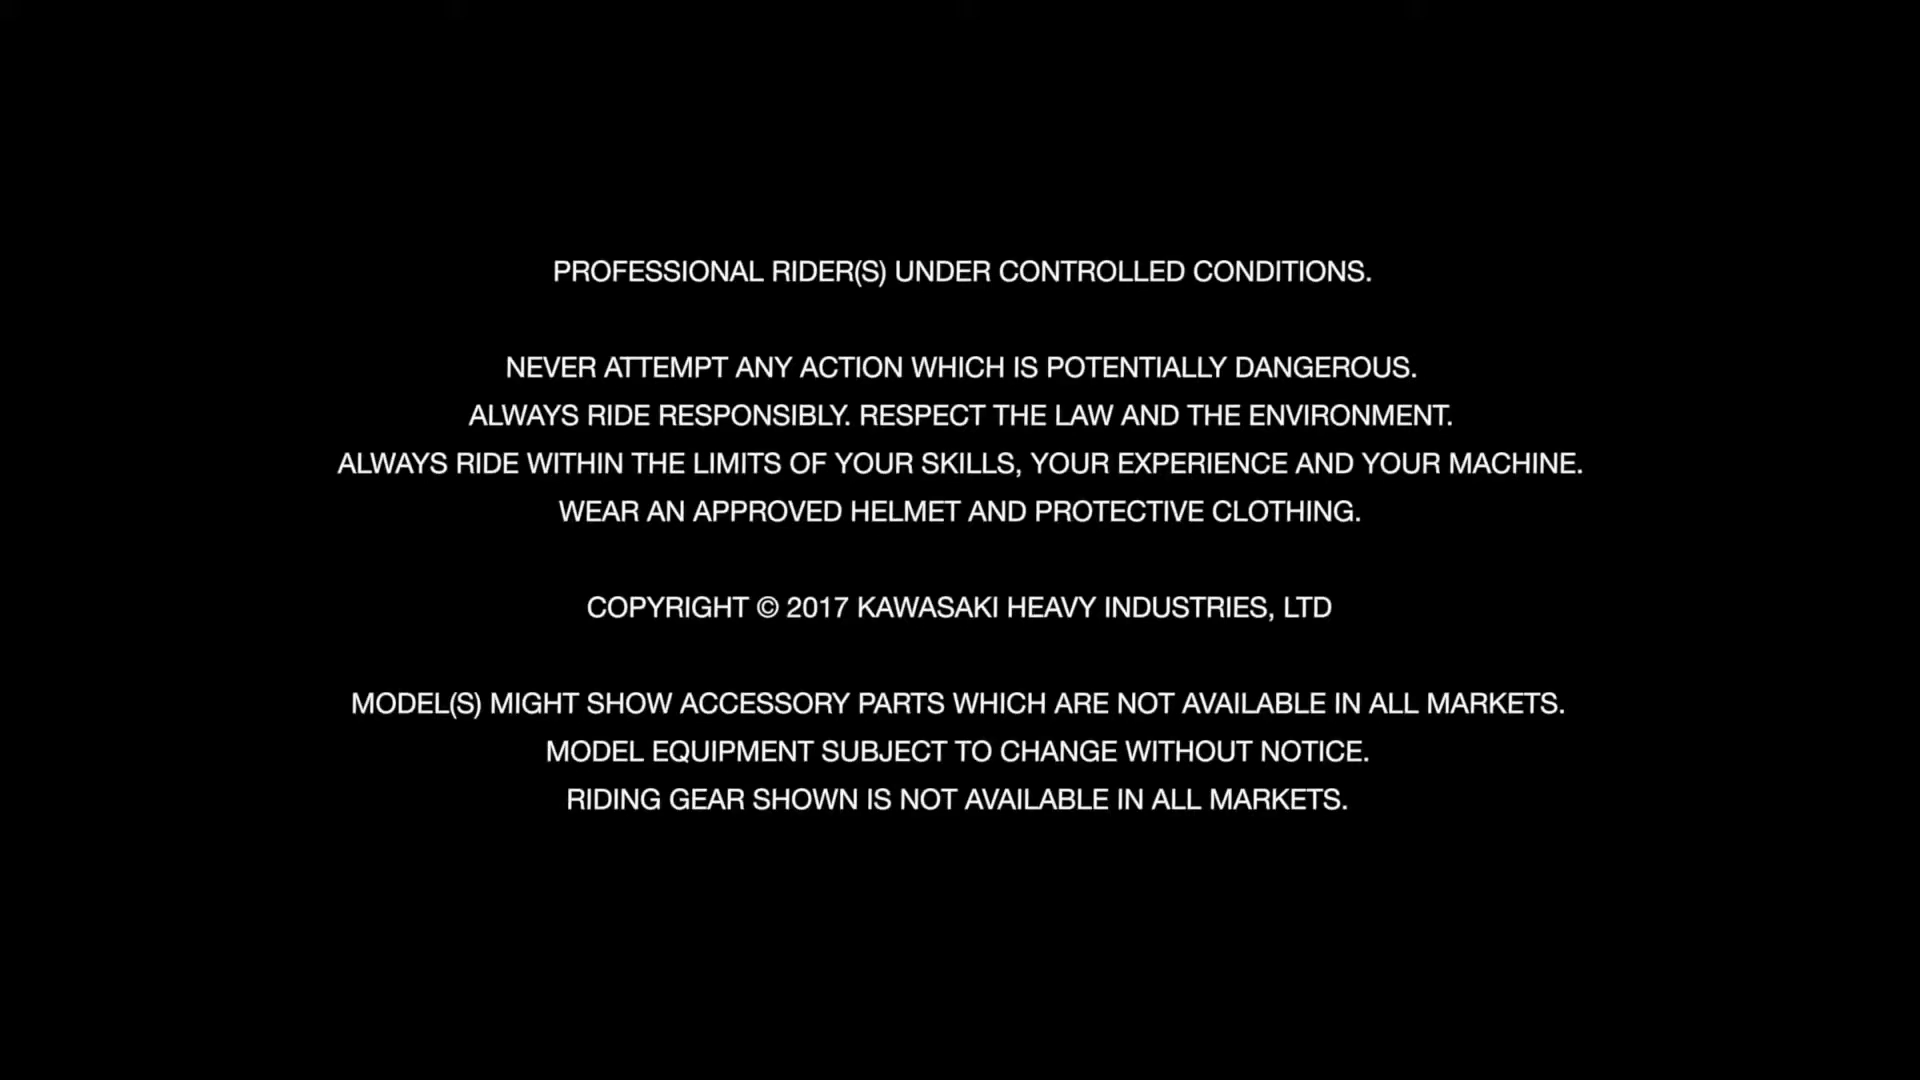 PROFESSIONAL RIDER(S) UNDER CONTROLLED CONDITIONS.
NEVER ATTEMPT ANY ACTION WHICH IS POTENTIALLY DANGEROUS.
ALWAYS RIDE RESPONSIBLY. RESPECT THE LAW AND THE ENVIRONMENT.
ALWAYS RIDE WITHIN THE LIMITS OF YOUR SKILLS, YOUR EXPERIENCE AND YOUR MACHINE.
WEAR AN APPROVED HELMET AND PROTECTIVE CLOTHING.
COPYRIGHT © 2017 KAWASAKI HEAVY INDUSTRIES, LTD
MODEL(S) MIGHT SHOW ACCESSORY PARTS WHICH ARE NOT AVAILABLE IN ALL MARKETS.
MODEL EQUIPMENT SUBJECT TO CHANGE WITHOUT NOTICE.
RIDING GEAR SHOWN IS NOT AVAILABLE IN ALL MARKETS.